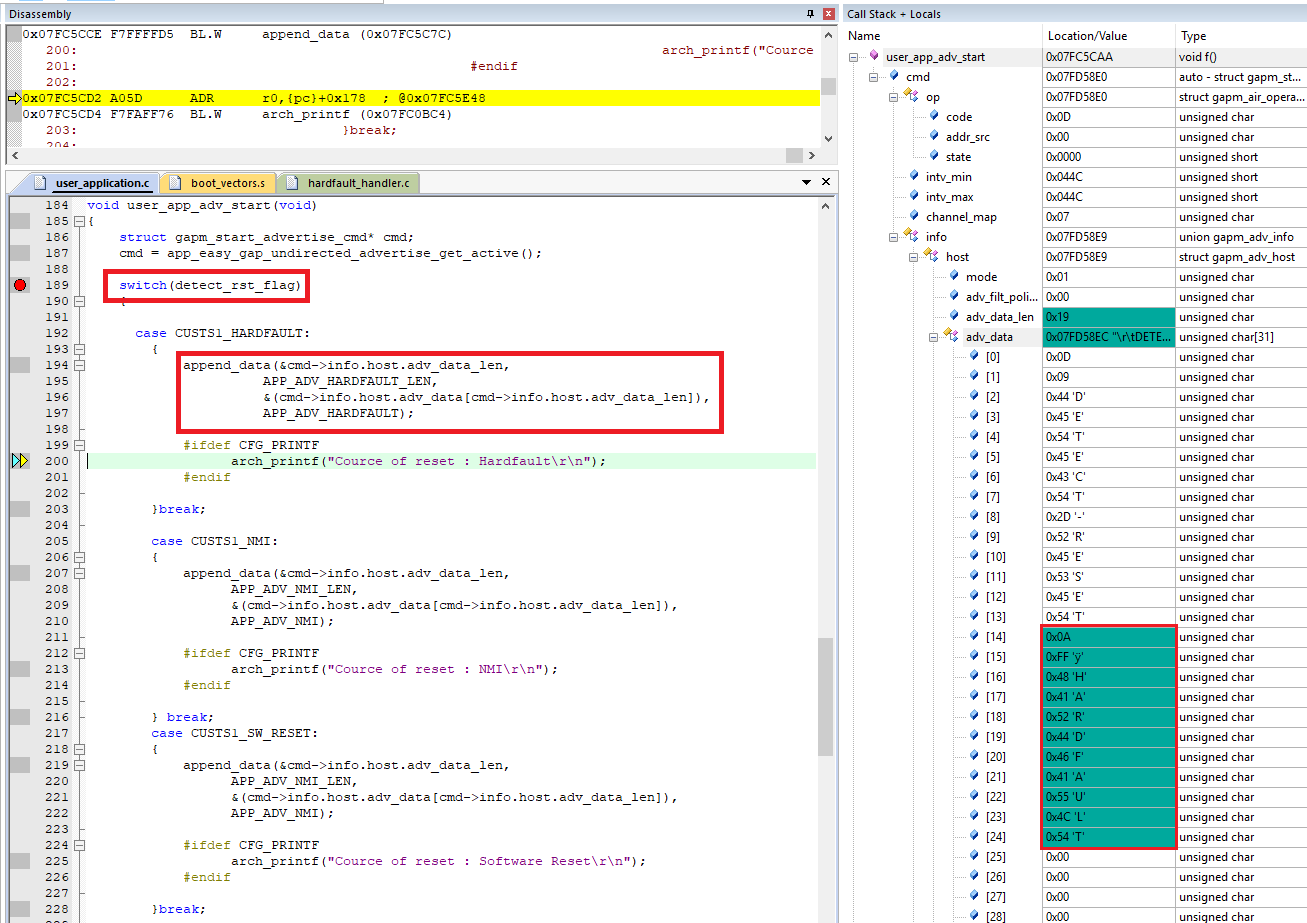 Disassembly
0x07FC5CCE F7FFFFD5 BL.W append_data (0x07FC5C7C)
200: arch_printf("Cource
201: #endif
202:
0x07FC5CD2 A05D ADR r0,{pc}+0x178 ; @0x07FC5E48
0x07FC5CD4 F7FAFF76 BL.W arch_printf (0x07FC0BC4)
203: }break;
204:
user_application.c boot_vectors.s hardfault_handler.c
184 void user_app_adv_start(void)
185 {
186 struct gapm_start_advertise_cmd* cmd;
187 cmd = app_easy_gap_undirected_advertise_get_active();
188
189 switch(detect_rst_flag)
190 {
191
192 case CUSTS1_HARDFAULT:
193 {
194 append_data(&cmd->info.host.adv_data_len,
195 APP_ADV_HARDFAULT_LEN,
196 &(cmd->info.host.adv_data[cmd->info.host.adv_data_len]),
197 APP_ADV_HARDFAULT);
198
199 #ifdef CFG_PRINTF
200 arch_printf("Cource of reset : Hardfault\r\n");
201 #endif
202
203 }break;
204
205 case CUSTS1_NMI:
206 {
207 append_data(&cmd->info.host.adv_data_len,
208 APP_ADV_NMI_LEN,
209 &(cmd->info.host.adv_data[cmd->info.host.adv_data_len]),
210 APP_ADV_NMI);
211
212 #ifdef CFG_PRINTF
213 arch_printf("Cource of reset : NMI\r\n");
214 #endif
215
216 } break;
217 case CUSTS1_SW_RESET:
218 {
219 append_data(&cmd->info.host.adv_data_len,
220 APP_ADV_NMI_LEN,
221 &(cmd->info.host.adv_data[cmd->info.host.adv_data_len]),
222 APP_ADV_NMI);
223
224 #ifdef CFG_PRINTF
225 arch_printf("Cource of reset : Software Reset\r\n");
226 #endif
227
228 }break;
Call Stack + Locals
Name Location/Value Type
user_app_adv_start 0x07FC5CAA void f()
cmd 0x07FD58E0 auto - struct gapm_st...
op 0x07FD58E0 struct gapm_air_opera...
code 0x0D unsigned char
addr_src 0x00 unsigned char
state 0x0000 unsigned short
intv_min 0x044C unsigned short
intv_max 0x044C unsigned short
channel_map 0x07 unsigned char
info 0x07FD58E9 union gapm_adv_info
host 0x07FD58E9 struct gapm_adv_host
mode 0x01 unsigned char
adv_filt_poli... 0x00 unsigned char
adv_data_len 0x19 unsigned char
adv_data 0x07FD58EC "\r\tDETE... unsigned char[31]
[0] 0x0D unsigned char
[1] 0x09 unsigned char
[2] 0x44 'D' unsigned char
[3] 0x45 'E' unsigned char
[4] 0x54 'T' unsigned char
[5] 0x45 'E' unsigned char
[6] 0x43 'C' unsigned char
[7] 0x54 'T' unsigned char
[8] 0x2D '-' unsigned char
[9] 0x52 'R' unsigned char
[10] 0x45 'E' unsigned char
[11] 0x53 'S' unsigned char
[12] 0x45 'E' unsigned char
[13] 0x54 'T' unsigned char
[14] 0x0A unsigned char
[15] 0xFF 'ÿ' unsigned char
[16] 0x48 'H' unsigned char
[17] 0x41 'A' unsigned char
[18] 0x52 'R' unsigned char
[19] 0x44 'D' unsigned char
[20] 0x46 'F' unsigned char
[21] 0x41 'A' unsigned char
[22] 0x55 'U' unsigned char
[23] 0x4C 'L' unsigned char
[24] 0x54 'T' unsigned char
[25] 0x00 unsigned char
[26] 0x00 unsigned char
[27] 0x00 unsigned char
[28] 0x00 unsigned char